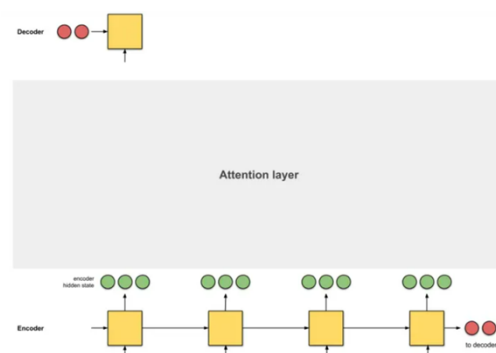 Decoder
Attention layer
encoder
hidden state
Encoder
to decoder